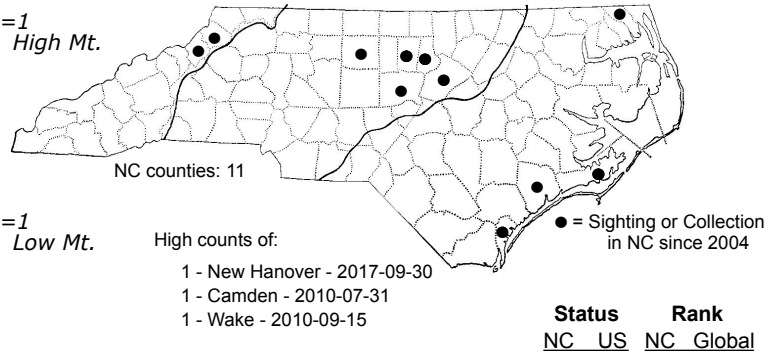 =1
High Mt.
NC counties: 11
=1
Low Mt.
High counts of:
1 - New Hanover - 2017-09-30
1 - Camden - 2010-07-31
1 - Wake - 2010-09-15
● = Sighting or Collection
in NC since 2004
Status Rank
NC US NC Global